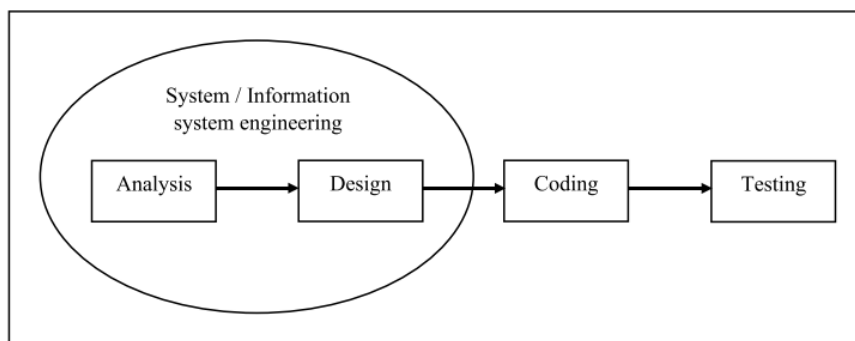 System / Information
system engineering
Analysis
Design
Coding
Testing